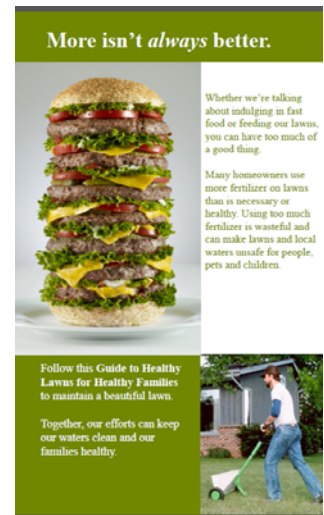 More isn’t always better.
Whether we’re talking
about indulging in fast
food or feeding our lawns,
you can have too much of
a good thing.
Many homeowners use
more fertilizer on lawns
than is necessary or
healthy. Using too much
fertilizer is wasteful and
can make lawns and local
waters unsafe for people,
pets and children.
Follow this Guide to Healthy
Lawns for Healthy Families
to maintain a beautiful lawn.
Together, our efforts can keep
our waters clean and our
families healthy.